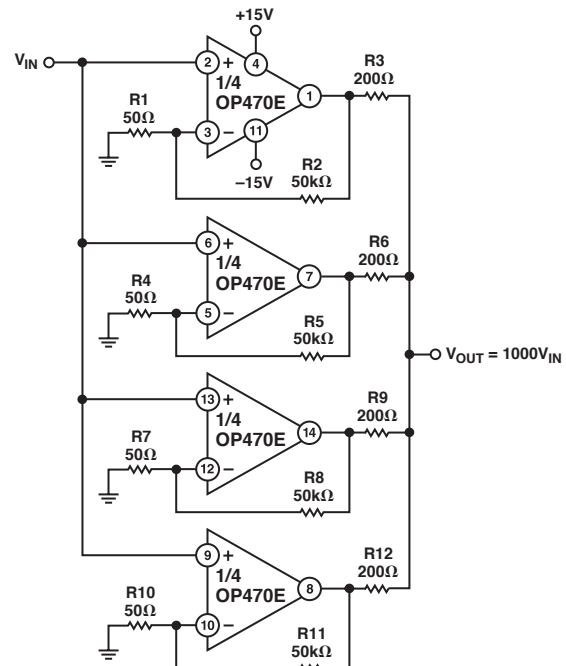 +15V
VIN
2
+
4
1/4
OP470E
1
R3
200Ω
R1
50Ω
3
–
11
–15V
R2
50kΩ
6
+
1/4
OP470E
7
R6
200Ω
R4
50Ω
5
–
R5
50kΩ
VOUT = 1000VIN
13
+
1/4
OP470E
14
R9
200Ω
R7
50Ω
12
–
R8
50kΩ
9
+
1/4
OP470E
8
R12
200Ω
R10
50Ω
10
–
R11
50kΩ